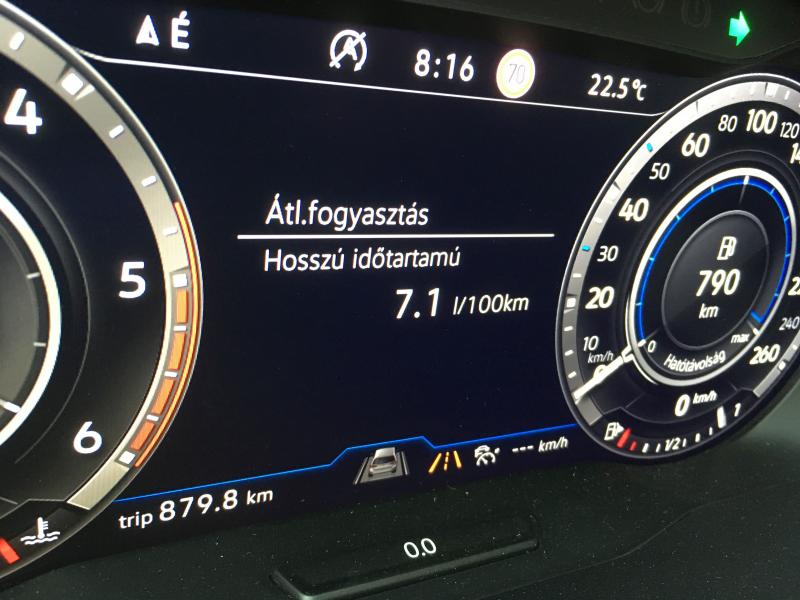 É
8:16
70
22.5 °C
4
5
6
Átl.fogyasztás
Hosszú időtartamú
7.1 l/100km
10
20
30
40
50
60
80
100
120
240
260
km/h
790
km
0
max
Hatótávolság
0 km/h
1/2
1
--- km/h
trip 879.8 km
0.0